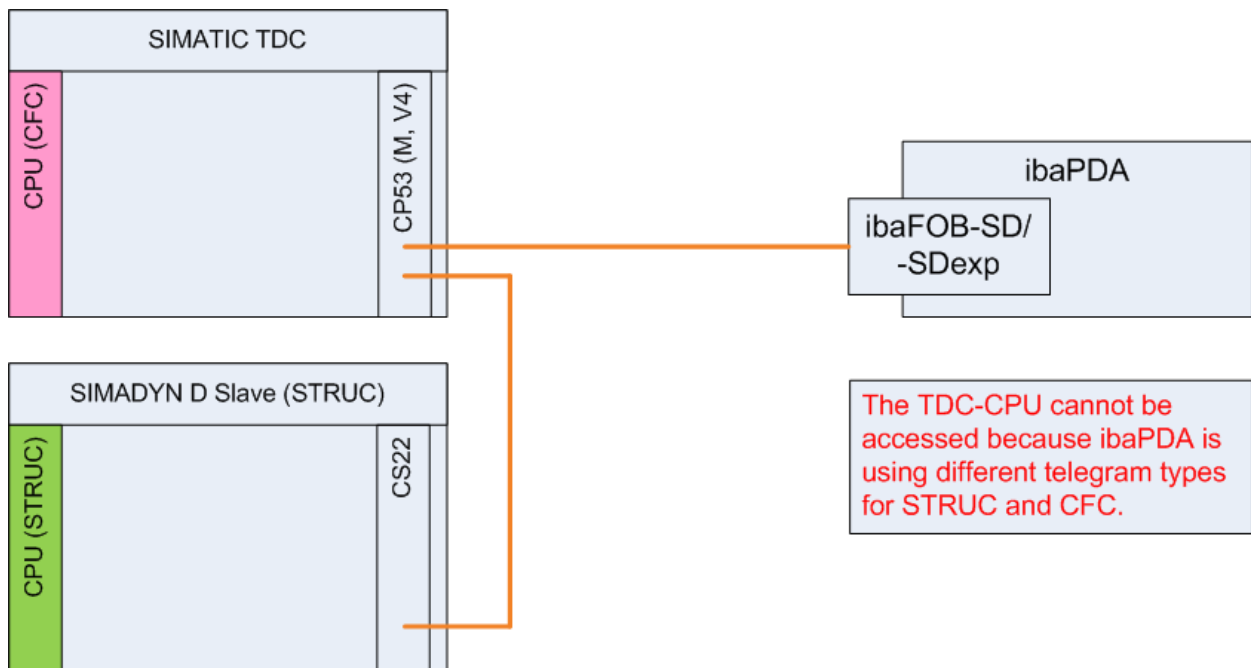 SIMATIC TDC
CPU (CFC)
CP53 (M, V4)
ibaPDA
ibaFOB-SD/
-SDexp
SIMADYN D Slave (STRUC)
CPU (STRUC)
CS22
The TDC-CPU cannot be
accessed because ibaPDA is
using different telegram types
for STRUC and CFC.